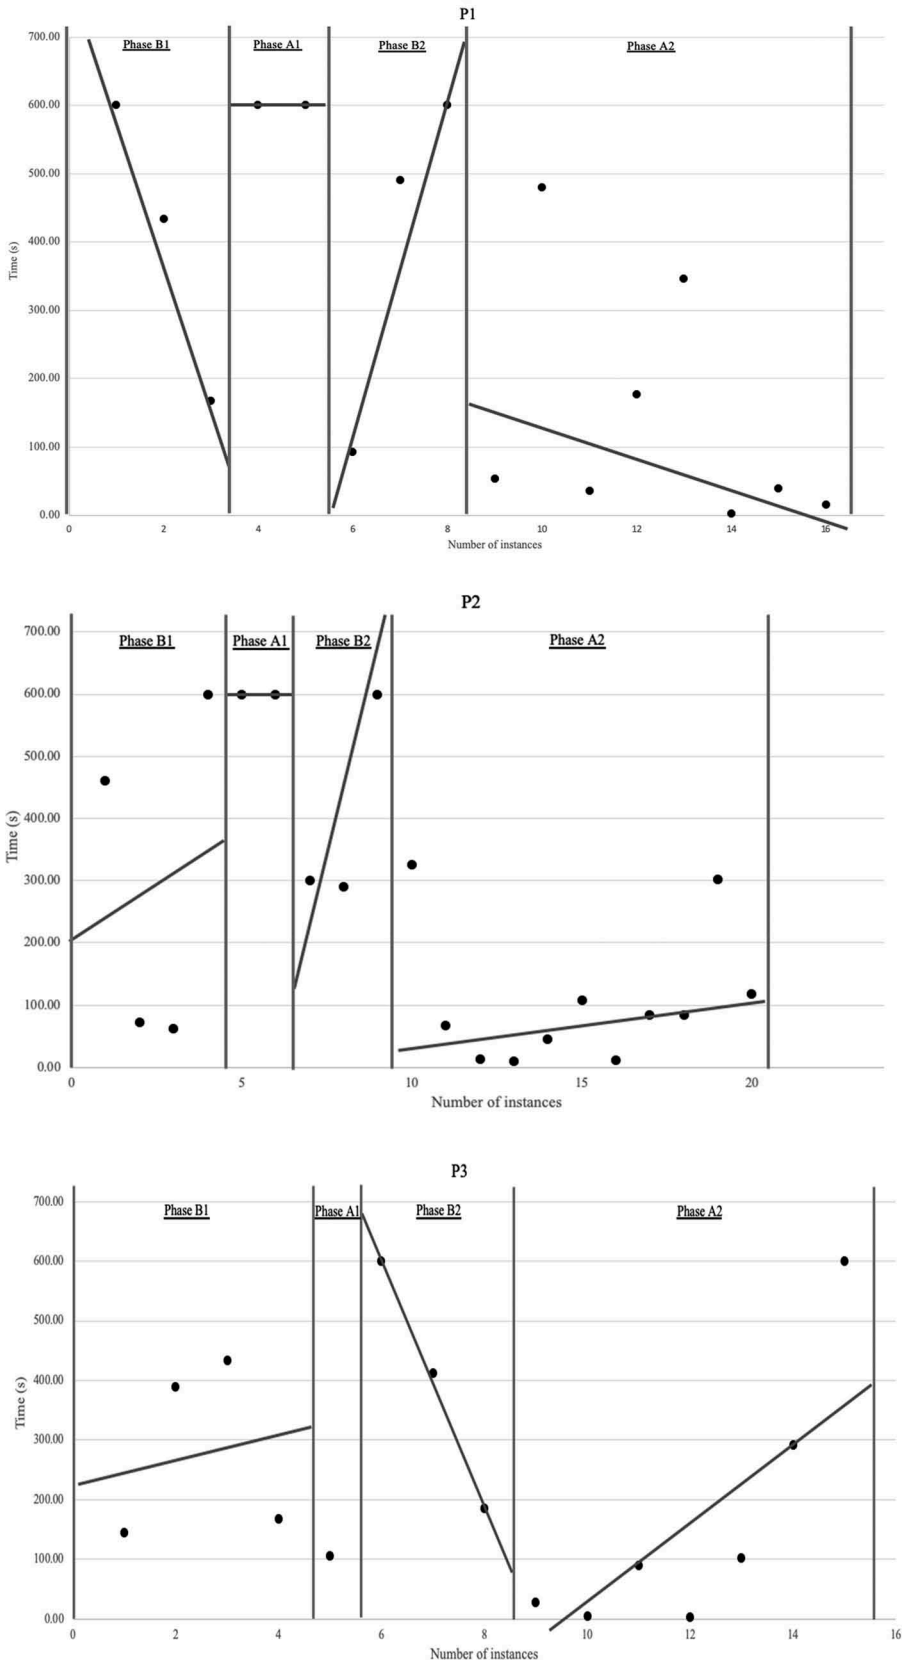 P1
Phase B1 Phase A1 Phase B2 Phase A2
700.00
600.00
500.00
400.00
300.00
200.00
100.00
0.00
Time (s)
0 2 4 6 8 10 12 14 16
Number of instances
P2
Phase B1 Phase A1 Phase B2 Phase A2
700.00
600.00
500.00
400.00
300.00
200.00
100.00
0.00
Time (s)
0 5 10 15 20
Number of instances
P3
Phase B1 Phase A1 Phase B2 Phase A2
700.00
600.00
500.00
400.00
300.00
200.00
100.00
0.00
Time (s)
0 2 4 6 8 10 12 14 16
Number of instances